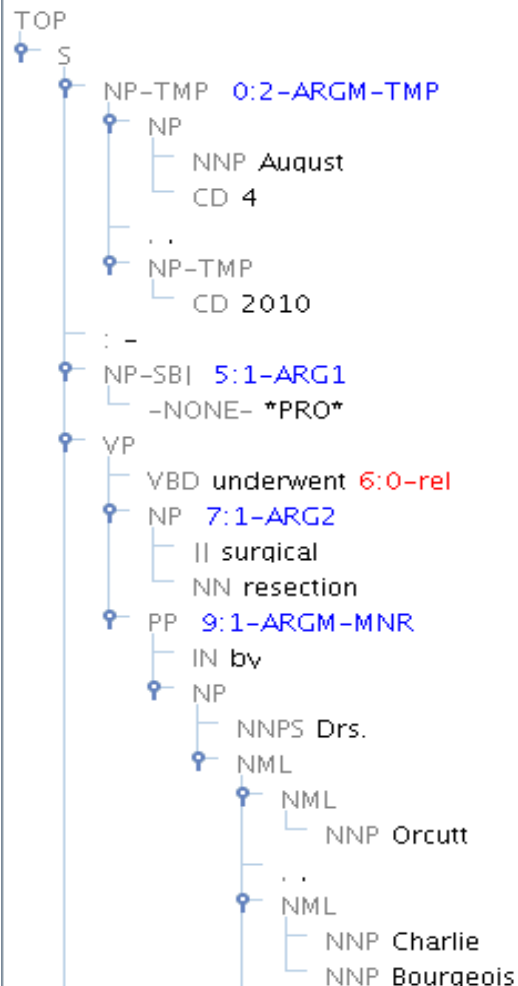 TOP
S
NP-TMP 0:2-ARGM-TMP
NP
NNP August
CD 4
, ,
NP-TMP
CD 2010
: -
NP-SBJ 5:1-ARG1
-NONE- *PRO*
VP
VBD underwent 6:0-rel
NP 7:1-ARG2
JJ surgical
NN resection
PP 9:1-ARGM-MNR
IN by
NP
NNPS Drs.
NML
NML
NNP Orcutt
, ,
NML
NNP Charlie
NNP Bourgeois